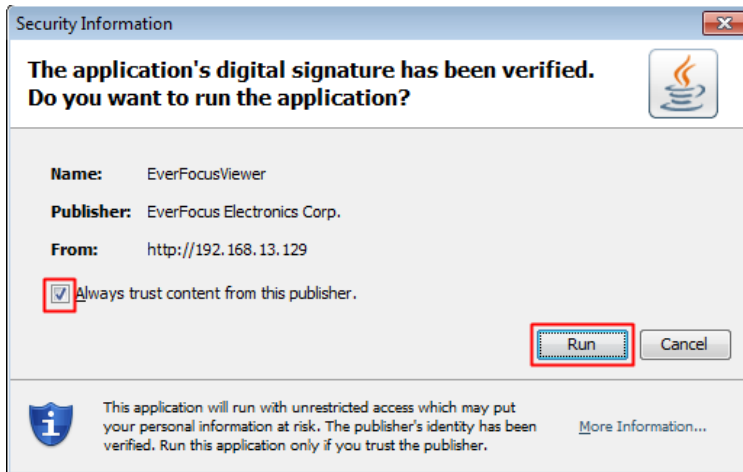 Security Information
The application's digital signature has been verified.
Do you want to run the application?
Name: EverFocusViewer
Publisher: EverFocus Electronics Corp.
From: http://192.168.13.129
Always trust content from this publisher.
Run Cancel
This application will run with unrestricted access which may put
your personal information at risk. The publisher's identity has been
verified. Run this application only if you trust the publisher.
More Information...